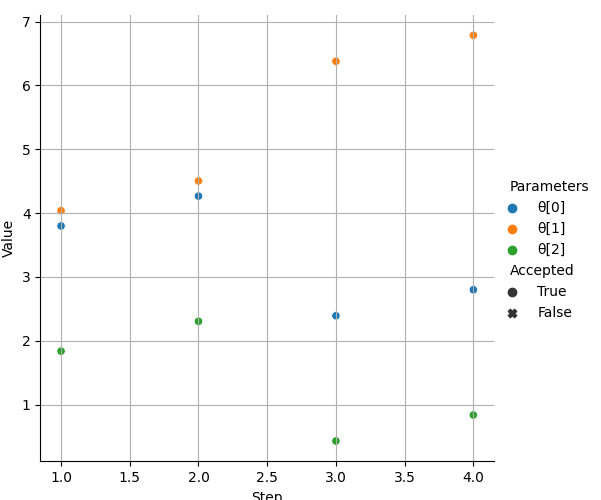 7
6
5
4
3
2
1
Value
1.0 1.5 2.0 2.5 3.0 3.5 4.0
Step
Parameters
θ[0]
θ[1]
θ[2]
Accepted
True
False